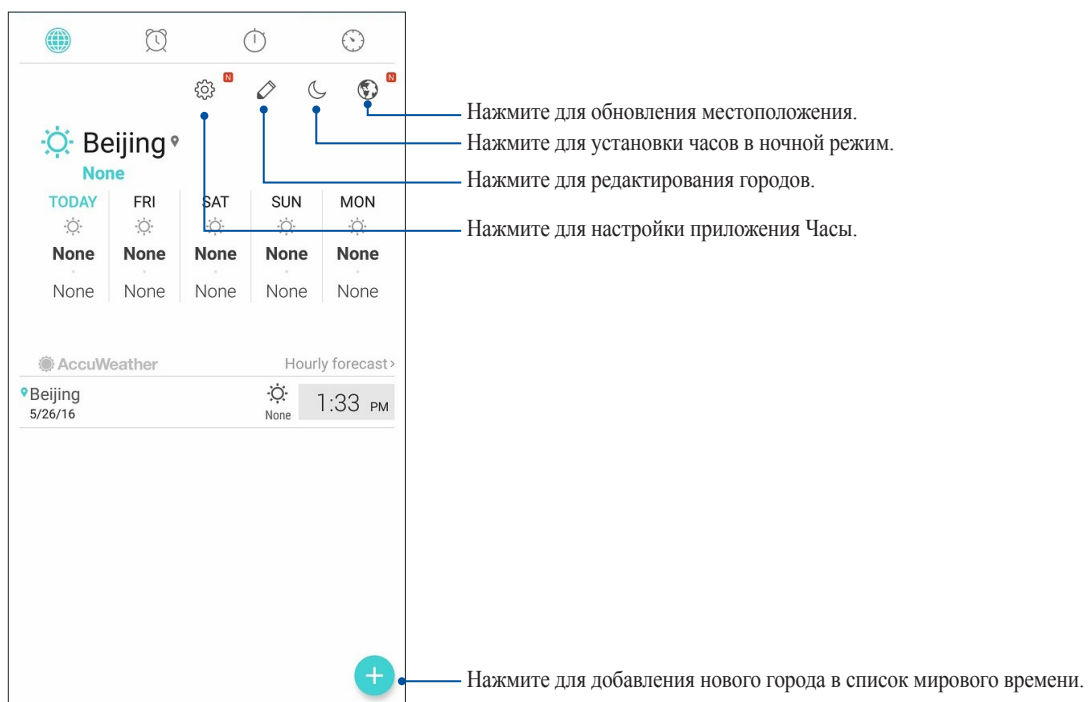 N N
Нажмите для обновления местоположения.
Нажмите для установки часов в ночной режим.
Нажмите для редактирования городов.
Нажмите для настройки приложения Часы.
Beijing
None
TODAY FRI SAT SUN MON
None None None None None
None None None None None
AccuWeather Hourly forecast >
Beijing
5/26/16
None
1:33 PM
Нажмите для добавления нового города в список мирового времени.